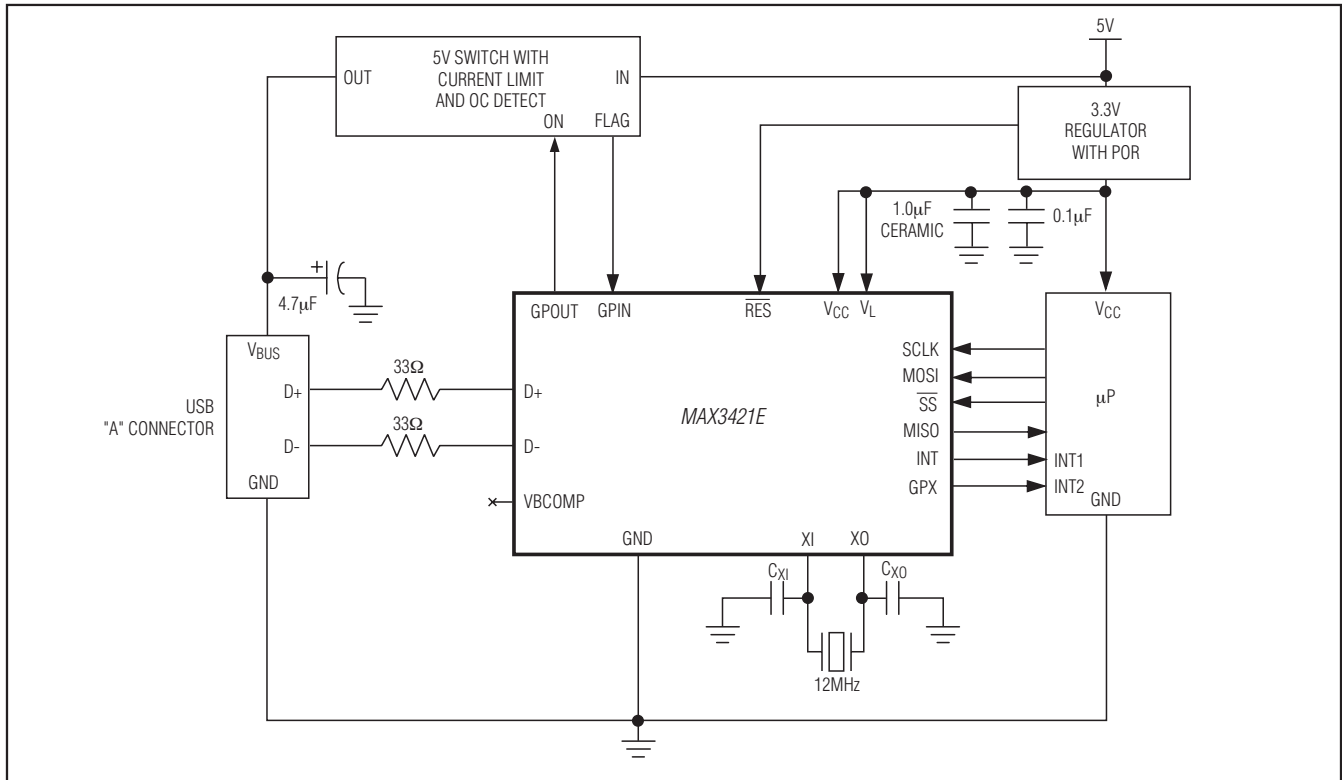 5V
5V SWITCH WITH
CURRENT LIMIT
AND OC DETECT
OUT
IN
ON
FLAG
3.3V
REGULATOR
WITH POR
1.0μF
CERAMIC
0.1μF
+
4.7μF
GPOUT
GPIN
R̅E̅S̅
VCC
VL
VCC
VBUS
D+
D-
GND
USB
"A" CONNECTOR
33Ω
33Ω
D+
D-
VBCOMP
MAX3421E
SCLK
MOSI
S̅S̅
MISO
INT
GPX
μP
INT1
INT2
GND
GND
XI
XO
CXI
CXO
12MHz